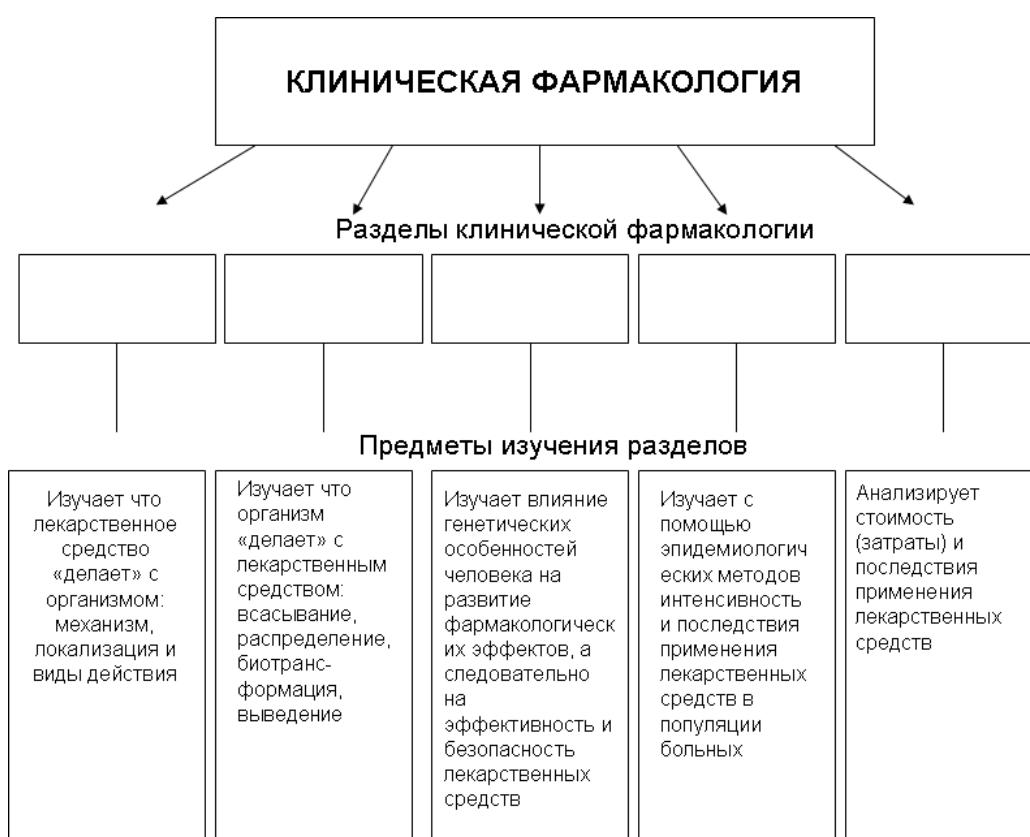 КЛИНИЧЕСКАЯ ФАРМАКОЛОГИЯ
Разделы клинической фармакологии
Предметы изучения разделов
Изучает что
лекарственное
средство
«делает» с
организмом:
механизм,
локализация и
виды действия
Изучает что
организм
«делает» с
лекарственным
средством:
всасывание,
распределение,
биотранс-
формация,
выведение
Изучает влияние
генетических
особенностей
человека на
развитие
фармакологическ
их эффектов, а
следовательно
на
эффективность и
безопасность
лекарственных
средств
Изучает с
помощью
эпидемиологич
еских методов
интенсивность
и последствия
применения
лекарственных
средств в
популяции
больных
Анализирует
стоимость
(затраты) и
последствия
применения
лекарственных
средств